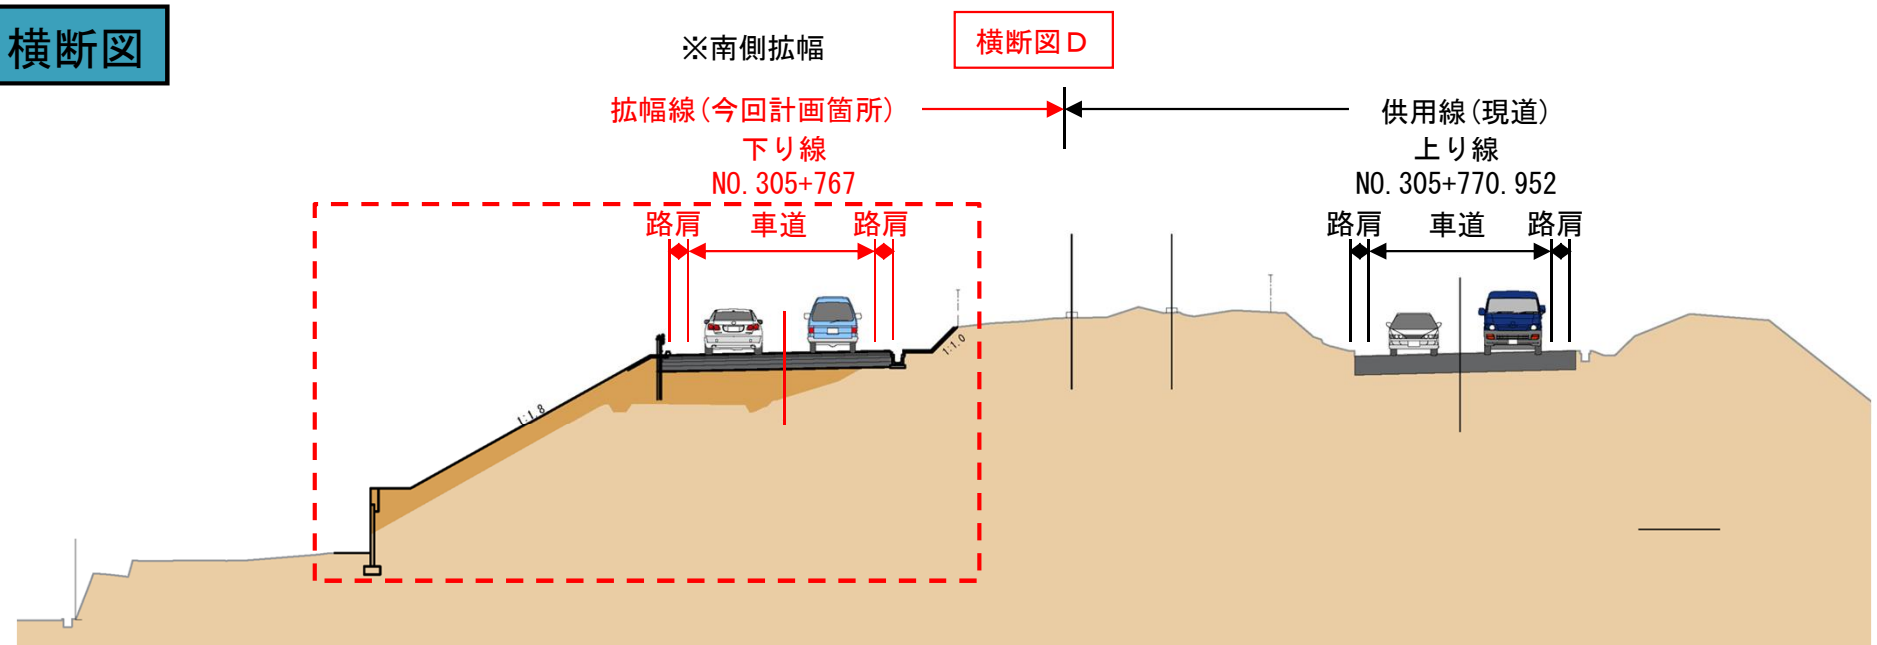 横断図
※南側拡幅
横断図D
拡幅線(今回計画箇所)
下り線
NO.305+767
路肩 車道 路肩
供用線(現道)
上り線
NO.305+770.952
路肩 車道 路肩
1:1.8
1:1.0